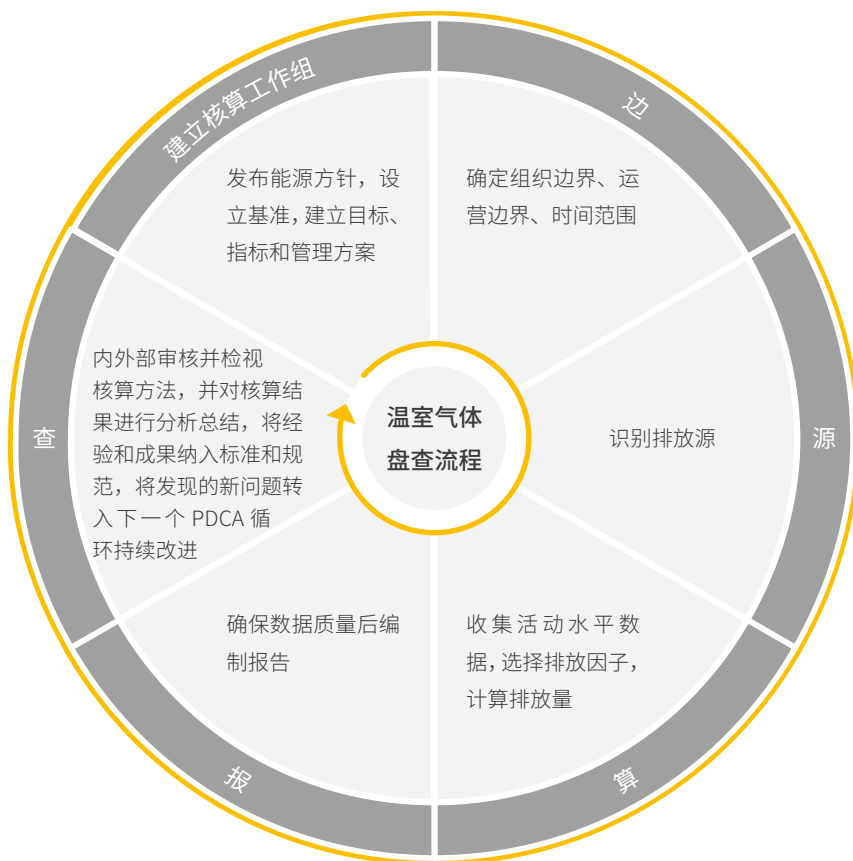 建立核算工作组
发布能源方针，设
立基准，建立目标、
指标和管理方案
边
确定组织边界、运
营边界、时间范围
源
识别排放源
算
收集活动水平数
据，选择排放因子，
计算排放量
报
确保数据质量后编
制报告
查
内外部审核并检视
核算方法，并对核算结
果进行分析总结，将经
验和成果纳入标准和规
范，将发现的新问题转
入下一个 PDCA 循
环持续改进
温室气体
盘查流程